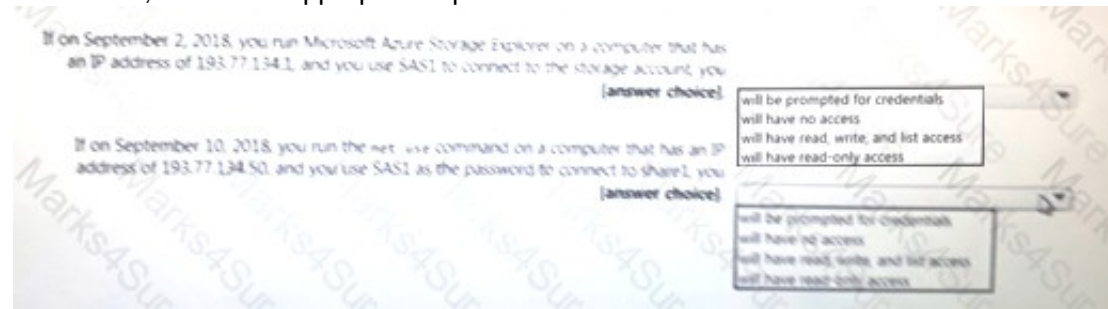 If on September 2, 2018, you run Microsoft Azure Storage Explorer on a computer that has
an IP address of 193.77.134.1, and you use SAS1 to connect to the storage account, you
[answer choice].
will be prompted for credentials
will have no access
will have read, write, and list access
will have read-only access
If on September 10, 2018, you run the net use command on a computer that has an IP
address of 193.77.134.50, and you use SAS1 as the password to connect to share1, you
[answer choice].
will be prompted for credentials
will have no access
will have read, write, and list access
will have read-only access
Marks4Sure
Marks4Sure
Marks4Sure
Marks4Sure